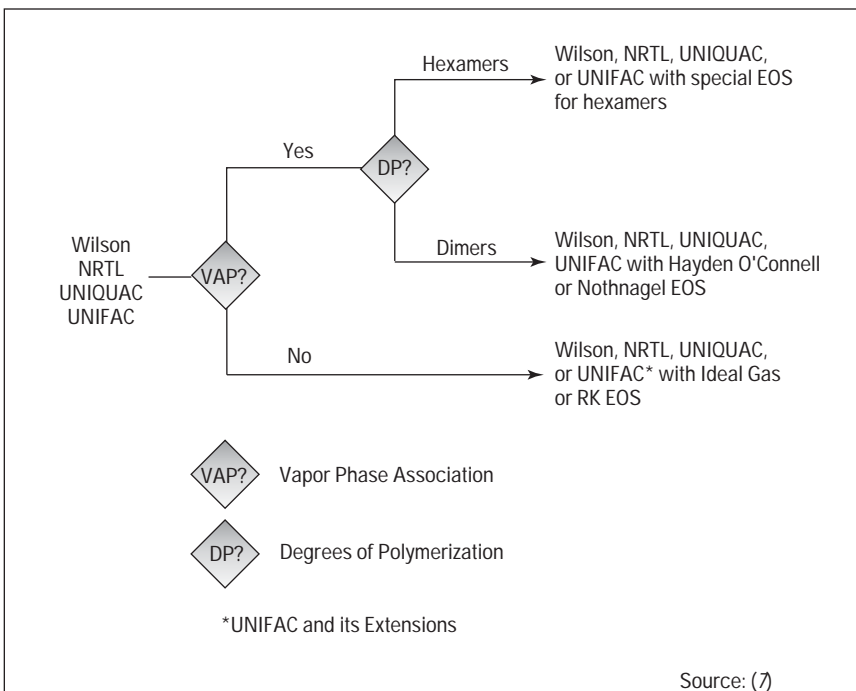 Hexamers
Wilson, NRTL, UNIQUAC,
or UNIFAC with special EOS
for hexamers
Yes
DP?
Wilson
NRTL
UNIQUAC
UNIFAC
VAP?
Dimers
Wilson, NRTL, UNIQUAC,
UNIFAC with Hayden O'Connell
or Nothnagel EOS
No
Wilson, NRTL, UNIQUAC,
or UNIFAC* with Ideal Gas
or RK EOS
VAP? Vapor Phase Association
DP? Degrees of Polymerization
*UNIFAC and its Extensions
Source: (7)